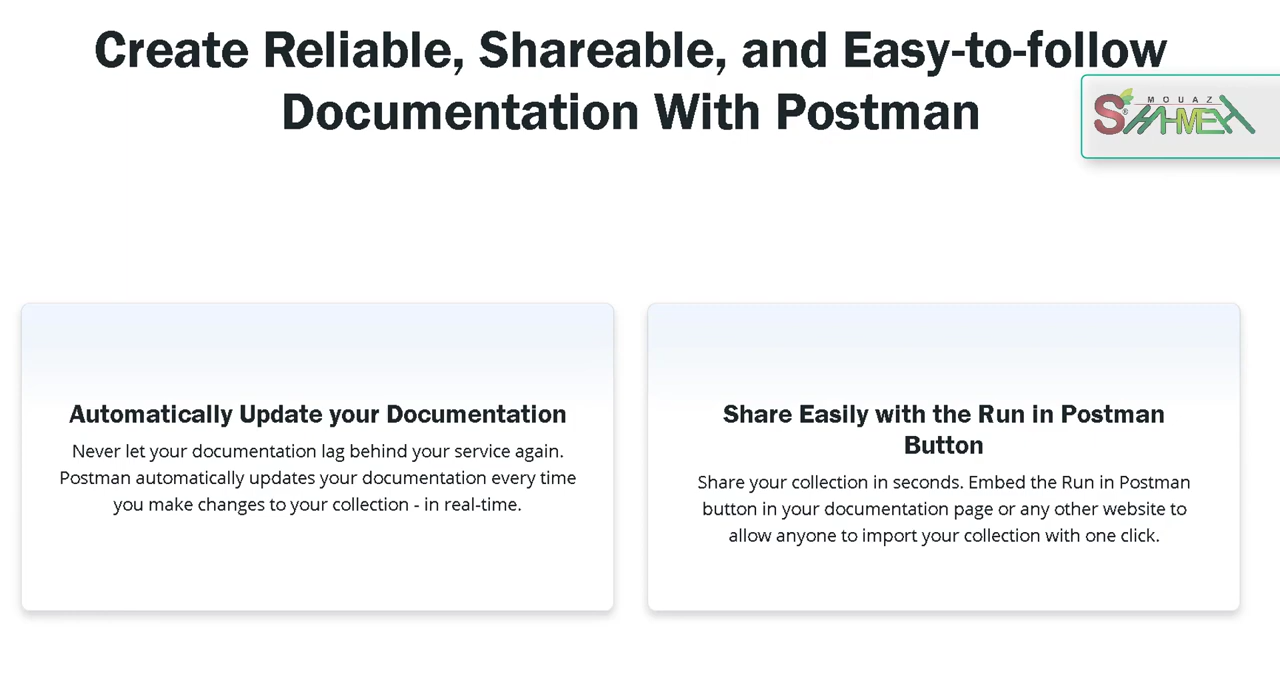 Create Reliable, Shareable, and Easy-to-follow
Documentation With Postman
MOUAZ
Automatically Update your Documentation
Never let your documentation lag behind your service again.
Postman automatically updates your documentation every time
you make changes to your collection - in real-time.
Share Easily with the Run in Postman
Button
Share your collection in seconds. Embed the Run in Postman
button in your documentation page or any other website to
allow anyone to import your collection with one click.